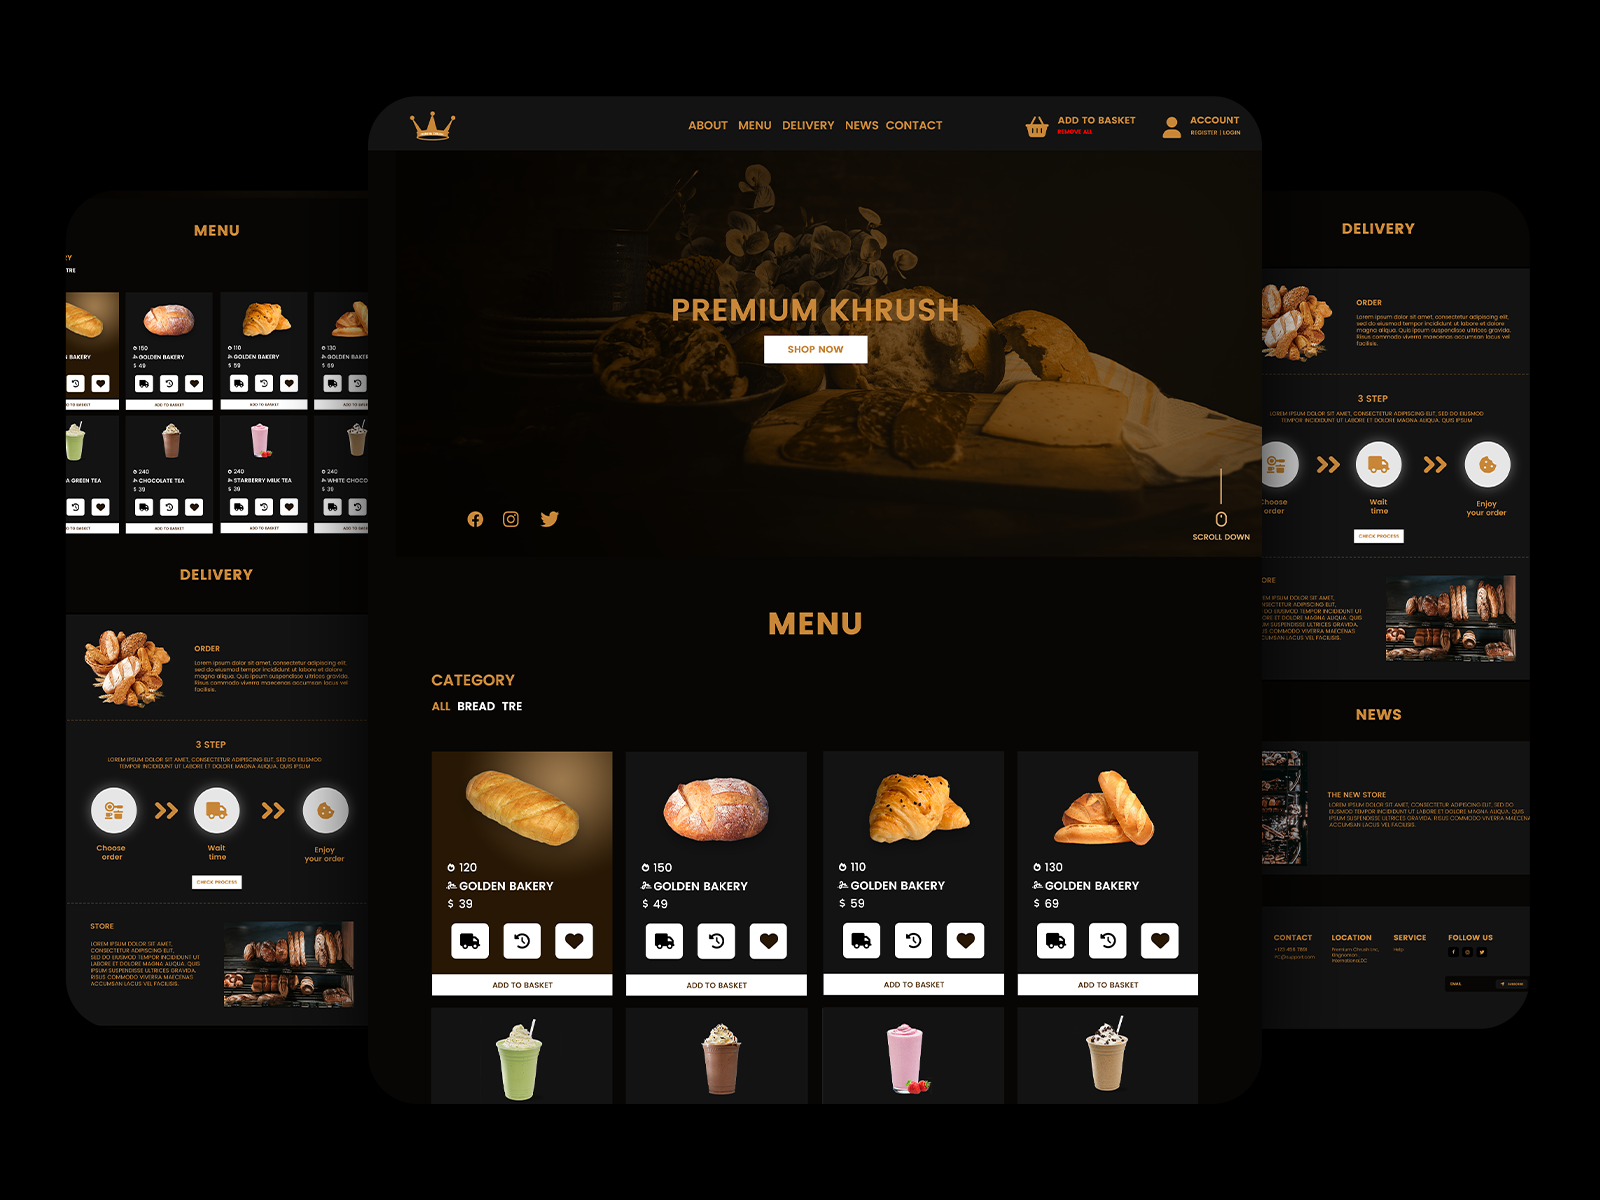 ABOUT MENU DELIVERY NEWS CONTACT
ADD TO BASKET
REMOVE ALL
ACCOUNT
REGISTER | LOGIN
PREMIUM KHRUSH
SHOP NOW
SCROLL DOWN
MENU
CATEGORY
ALL BREAD TRE
120
GOLDEN BAKERY
$ 39
ADD TO BASKET
150
GOLDEN BAKERY
$ 49
ADD TO BASKET
110
GOLDEN BAKERY
$ 59
ADD TO BASKET
130
GOLDEN BAKERY
$ 69
ADD TO BASKET
MENU
RY
TRE
N BAKERY
TO BASKET
150
GOLDEN BAKERY
$ 49
ADD TO BASKET
110
GOLDEN BAKERY
$ 59
ADD TO BASKET
130
GOLDEN BAKER
$ 69
ADD TO B
A GREEN TEA
TO BASKET
240
CHOCOLATE TEA
$ 39
ADD TO BASKET
240
STARBERRY MILK TEA
$ 39
ADD TO BASKET
240
WHITE CHOCO
$ 39
ADD TO B
DELIVERY
ORDER
Lorem ipsum dolor sit amet, consectetur adipiscing elit,
sed do eiusmod tempor incididunt ut labore et dolore
magna aliqua. Quis ipsum suspendisse ultrices gravida.
Risus commodo viverra maecenas accumsan lacus vel
facilisis.
3 STEP
LOREM IPSUM DOLOR SIT AMET, CONSECTETUR ADIPISCING ELIT, SED DO EIUSMOD
TEMPOR INCIDIDUNT UT LABORE ET DOLORE MAGNA ALIQUA. QUIS IPSUM
Choose
order
Wait
time
Enjoy
your order
CHECK PROCESS
STORE
LOREM IPSUM DOLOR SIT AMET,
CONSECTETUR ADIPISCING ELIT,
SED DO EIUSMOD TEMPOR INCIDIDUNT UT
LABORE ET DOLORE MAGNA ALIQUA. QUIS
IPSUM SUSPENDISSE ULTRICES GRAVIDA.
RISUS COMMODO VIVERRA MAECENAS
ACCUMSAN LACUS VEL FACILISIS.
DELIVERY
ORDER
Lorem ipsum dolor sit amet, consectetur adipiscing elit,
sed do eiusmod tempor incididunt ut labore et dolore
magna aliqua. Quis ipsum suspendisse ultrices gravida.
Risus commodo viverra maecenas accumsan lacus vel
facilisis.
3 STEP
LOREM IPSUM DOLOR SIT AMET, CONSECTETUR ADIPISCING ELIT, SED DO EIUSMOD
TEMPOR INCIDIDUNT UT LABORE ET DOLORE MAGNA ALIQUA. QUIS IPSUM
Choose
order
Wait
time
Enjoy
your order
CHECK PROCESS
ORE
EM IPSUM DOLOR SIT AMET,
NSECTETUR ADIPISCING ELIT,
DO EIUSMOD TEMPOR INCIDIDUNT UT
ORE ET DOLORE MAGNA ALIQUA. QUIS
UM SUSPENDISSE ULTRICES GRAVIDA.
US COMMODO VIVERRA MAECENAS
CUMSAN LACUS VEL FACILISIS.
NEWS
THE NEW STORE
LOREM IPSUM DOLOR SIT AMET, CONSECTETUR ADIPISCING ELIT, SED DO
EIUSMOD TEMPOR INCIDIDUNT UT LABORE ET DOLORE MAGNA ALIQUA. QUIS
IPSUM SUSPENDISSE ULTRICES GRAVIDA. RISUS COMMODO VIVERRA MAECENA
ACCUMSAN LACUS VEL FACILISIS.
CONTACT
LOCATION
SERVICE
Help
FOLLOW US
EMAIL